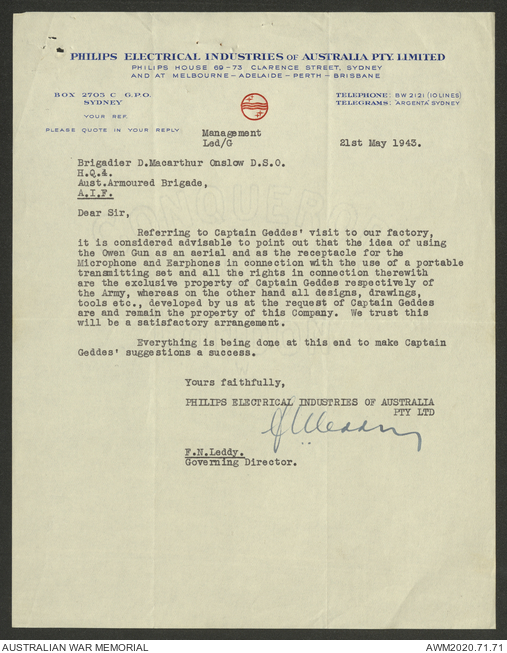 PHILIPS ELECTRICAL INDUSTRIES OF AUSTRALIA PTY. LIMITED
PHILIPS HOUSE 69-73 CLARENCE STREET, SYDNEY
AND AT MELBOURNE-ADELAIDE-PERTH-BRISBANE
BOX 2703 C G.P.O.
SYDNEY
TELEPHONE: BW 2121 (10 LINES)
TELEGRAMS: "ARGENTA" SYDNEY
YOUR REF.
PLEASE QUOTE IN YOUR REPLY:
Management
Led/G
21st May 1943.
Brigadier D.Macarthur Onslow D.S.O.
H.Q.4.
Aust.Armoured Brigade,
A.I.F.
Dear Sir,
Referring to Captain Geddes' visit to our factory,
it is considered advisable to point out that the idea of using
the Owen Gun as an aerial and as the receptacle for the
Microphone and Earphones in connection with the use of a portable
transmitting set and all the rights in connection therewith
are the exclusive property of Captain Geddes respectively of
the Army, whereas on the other hand all designs, drawings,
tools etc., developed by us at the request of Captain Geddes
are and remain the property of this Company. We trust this
will be a satisfactory arrangement.
Everything is being done at this end to make Captain
Geddes' suggestions a success.
Yours faithfully,
PHILIPS ELECTRICAL INDUSTRIES OF AUSTRALIA
PTY LTD
F.N.Leddy.
Governing Director.
AUSTRALIAN WAR MEMORIAL
AWM2020.71.71